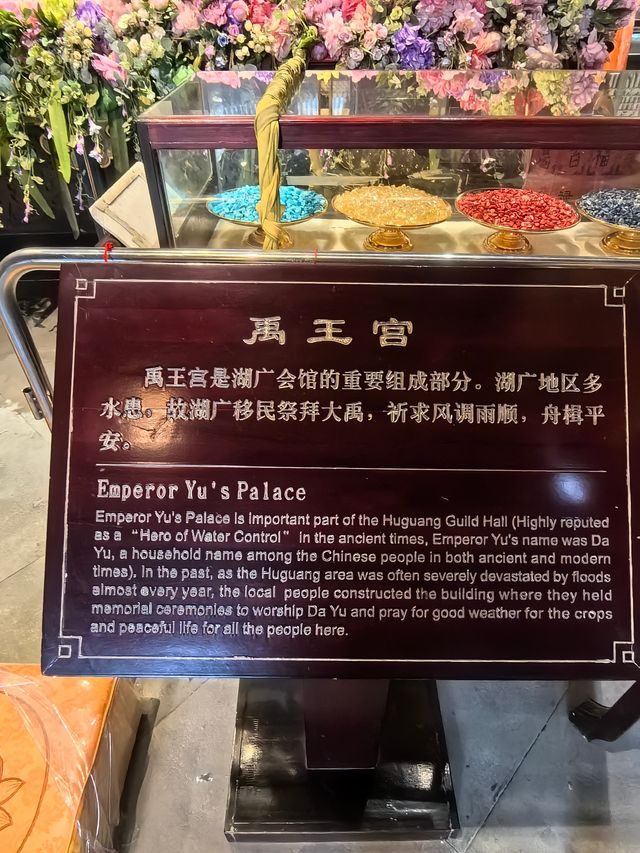 禹王宫
禹王宫是湖广会馆的重要组成部分。湖广地区多
水患。故湖广移民祭拜大禹，祈求风调雨顺，舟楫平
安。
Emperor Yu's Palace
Emperor Yu's Palace is important part of the Huguang Guild Hall (Highly reputed
as a “Hero of Water Control” in the ancient times, Emperor Yu's name was Da
Yu, a household name among the Chinese people in both ancient and modern
times). In the past, as the Huguang area was often severely devastated by floods
almost every year, the local people constructed the building where they held
memorial ceremonies to worship Da Yu and pray for good weather for the crops
and peaceful life for all the people here.